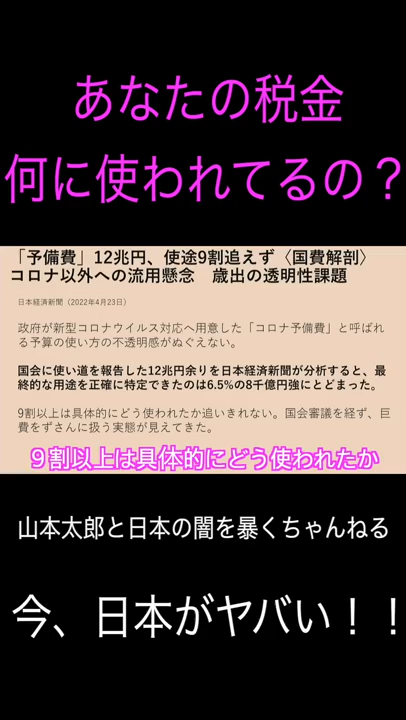 あなたの税金
何に使われてるの？
「予備費」12兆円、使途9割追えず〈国費解剖〉
コロナ以外への流用懸念　歳出の透明性課題
日本経済新聞（2022年4月23日）
政府が新型コロナウイルス対応へ用意した「コロナ予備費」と呼ばれ
る予算の使い方の不透明感がぬぐえない。
国会に使い道を報告した12兆円余りを日本経済新聞が分析すると、最
終的な用途を正確に特定できたのは6.5%の8千億円強にとどまった。
9割以上は具体的にどう使われたか追いきれない。国会審議を経ず、巨
費をずさんに扱う実態が見えてきた。
９割以上は具体的にどう使われたか
山本太郎と日本の闇を暴くちゃんねる
今、日本がヤバい！！